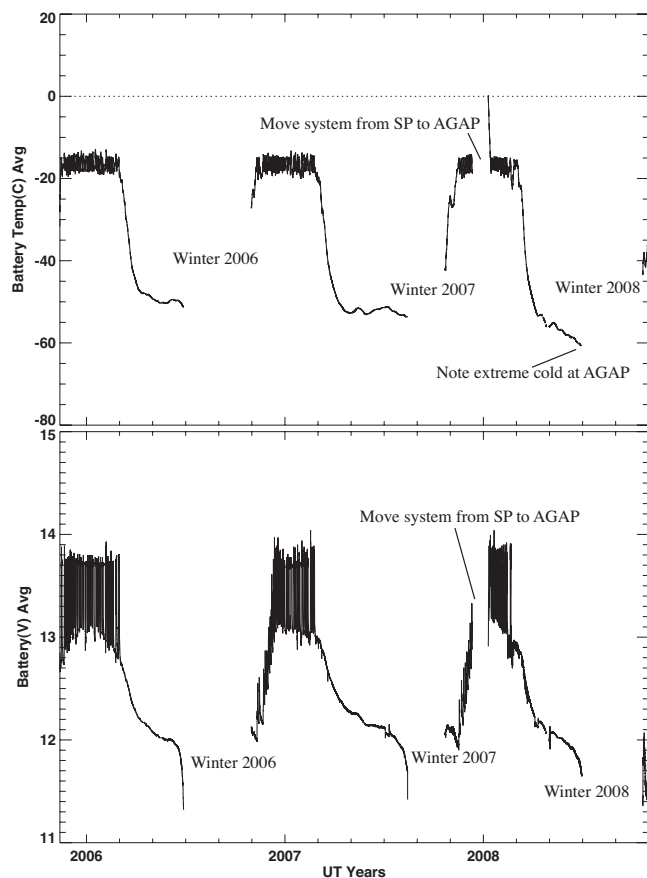 20
0
-20
-40
-60
-80
Battery Temp(C) Avg
Move system from SP to AGAP
Winter 2006
Winter 2007
Winter 2008
Note extreme cold at AGAP
15
14
13
12
11
Battery(V) Avg
Move system from SP to AGAP
Winter 2006
Winter 2007
Winter 2008
2006
2007
2008
UT Years